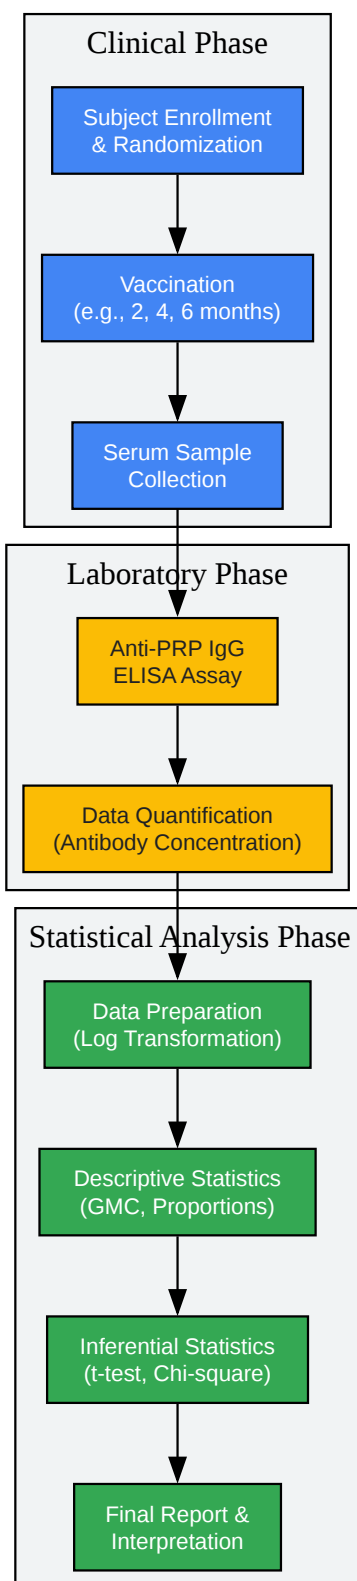 Clinical Phase
Subject Enrollment
& Randomization
Vaccination
(e.g., 2, 4, 6 months)
Serum Sample
Collection
Laboratory Phase
Anti-PRP IgG
ELISA Assay
Data Quantification
(Antibody Concentration)
Statistical Analysis Phase
Data Preparation
(Log Transformation)
Descriptive Statistics
(GMC, Proportions)
Inferential Statistics
(t-test, Chi-square)
Final Report &
Interpretation